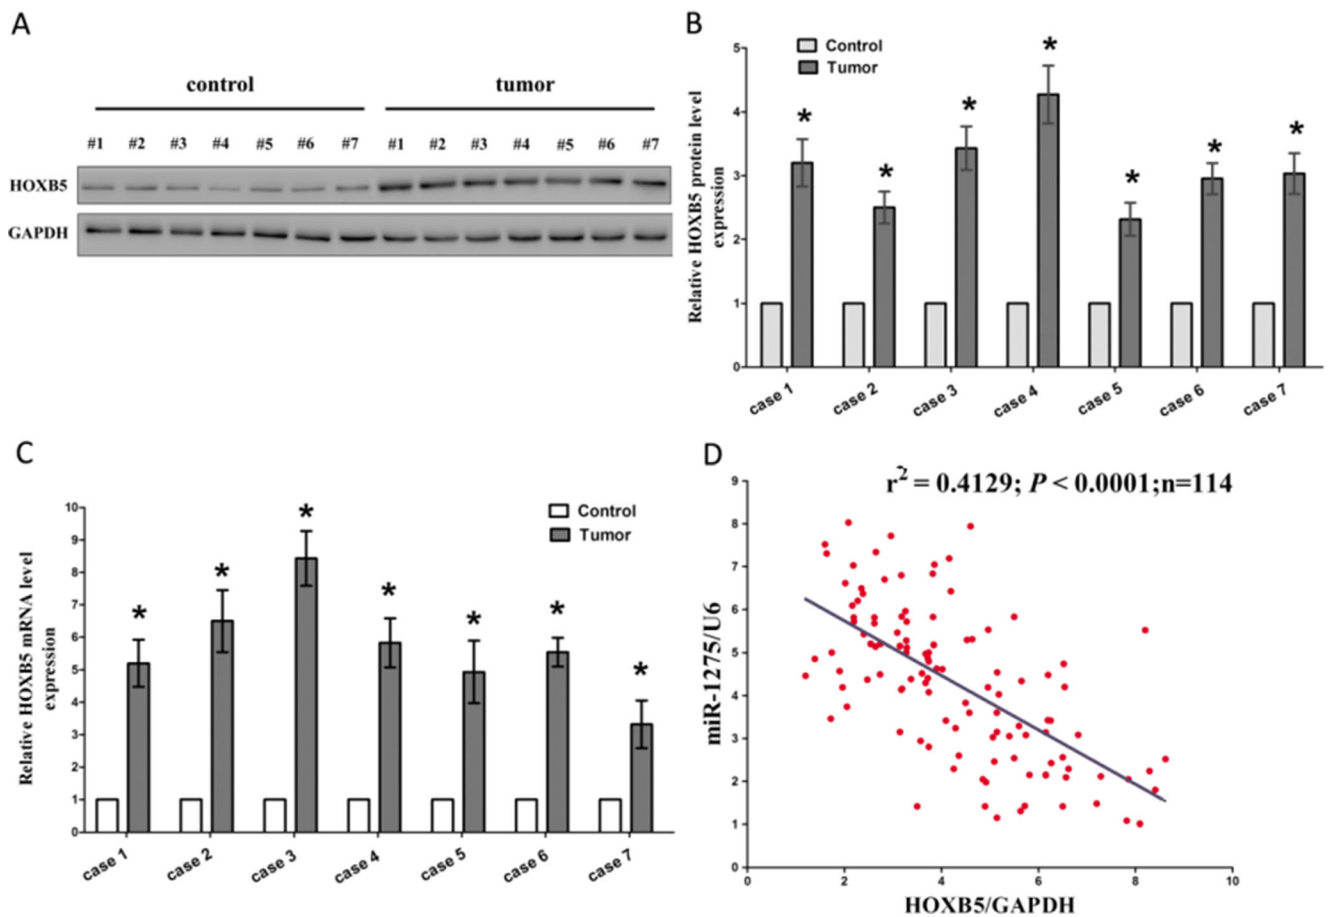 A
control tumor
#1 #2 #3 #4 #5 #6 #7 #1 #2 #3 #4 #5 #6 #7
HOXB5
GAPDH
B
Control
Tumor
Relative HOXB5 protein level
expression
5
4
3
2
1
0
* * * * * * *
case 1 case 2 case 3 case 4 case 5 case 6 case 7
C
Control
Tumor
Relative HOXB5 mRNA level
expression
10
9
8
7
6
5
4
3
2
1
0
* * * * * * *
case 1 case 2 case 3 case 4 case 5 case 6 case 7
D
r² = 0.4129; P < 0.0001;n=114
miR-1275/U6
9
8
7
6
5
4
3
2
1
0
0 2 4 6 8 10
HOXB5/GAPDH